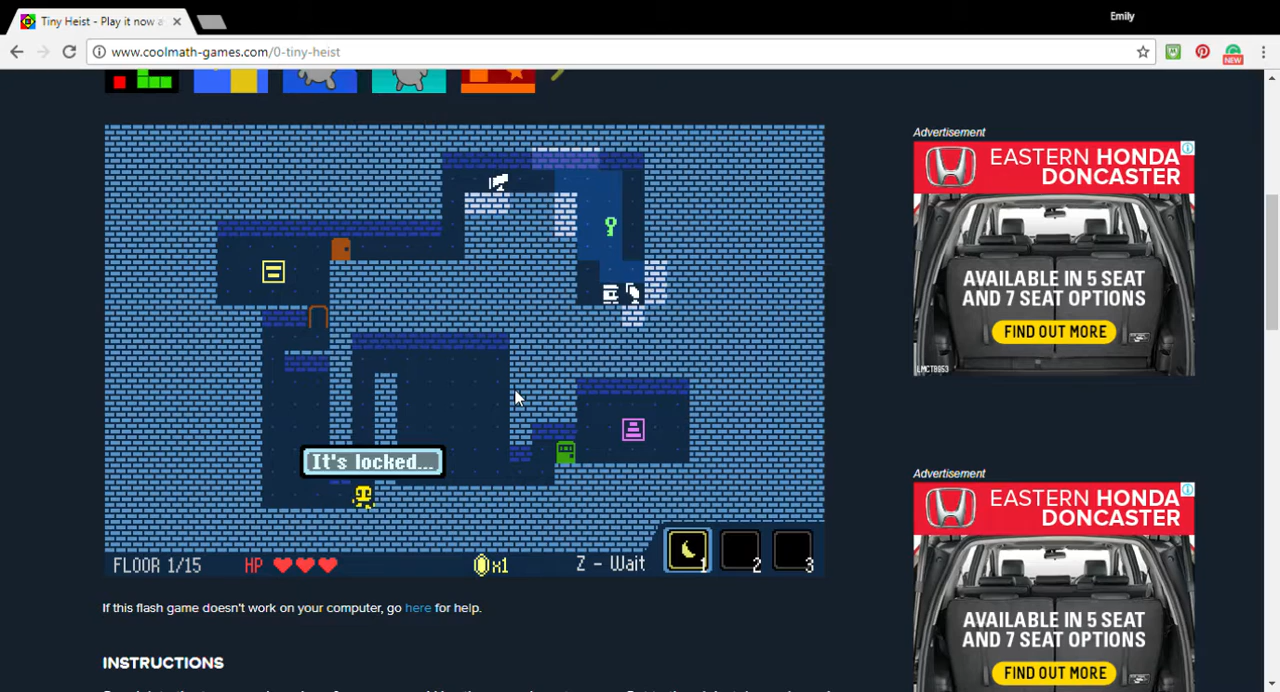 Tiny Heist - Play it now a
Emily
www.coolmath-games.com/0-tiny-heist
NEW
Advertisement
EASTERN HONDA
DONCASTER
AVAILABLE IN 5 SEAT
AND 7 SEAT OPTIONS
FIND OUT MORE
LMCT8953
It's locked...
FLOOR 1/15
HP
x1
Z - Wait
1
2
3
Advertisement
EASTERN HONDA
DONCASTER
AVAILABLE IN 5 SEAT
AND 7 SEAT OPTIONS
FIND OUT MORE
If this flash game doesn't work on your computer, go here for help.
INSTRUCTIONS